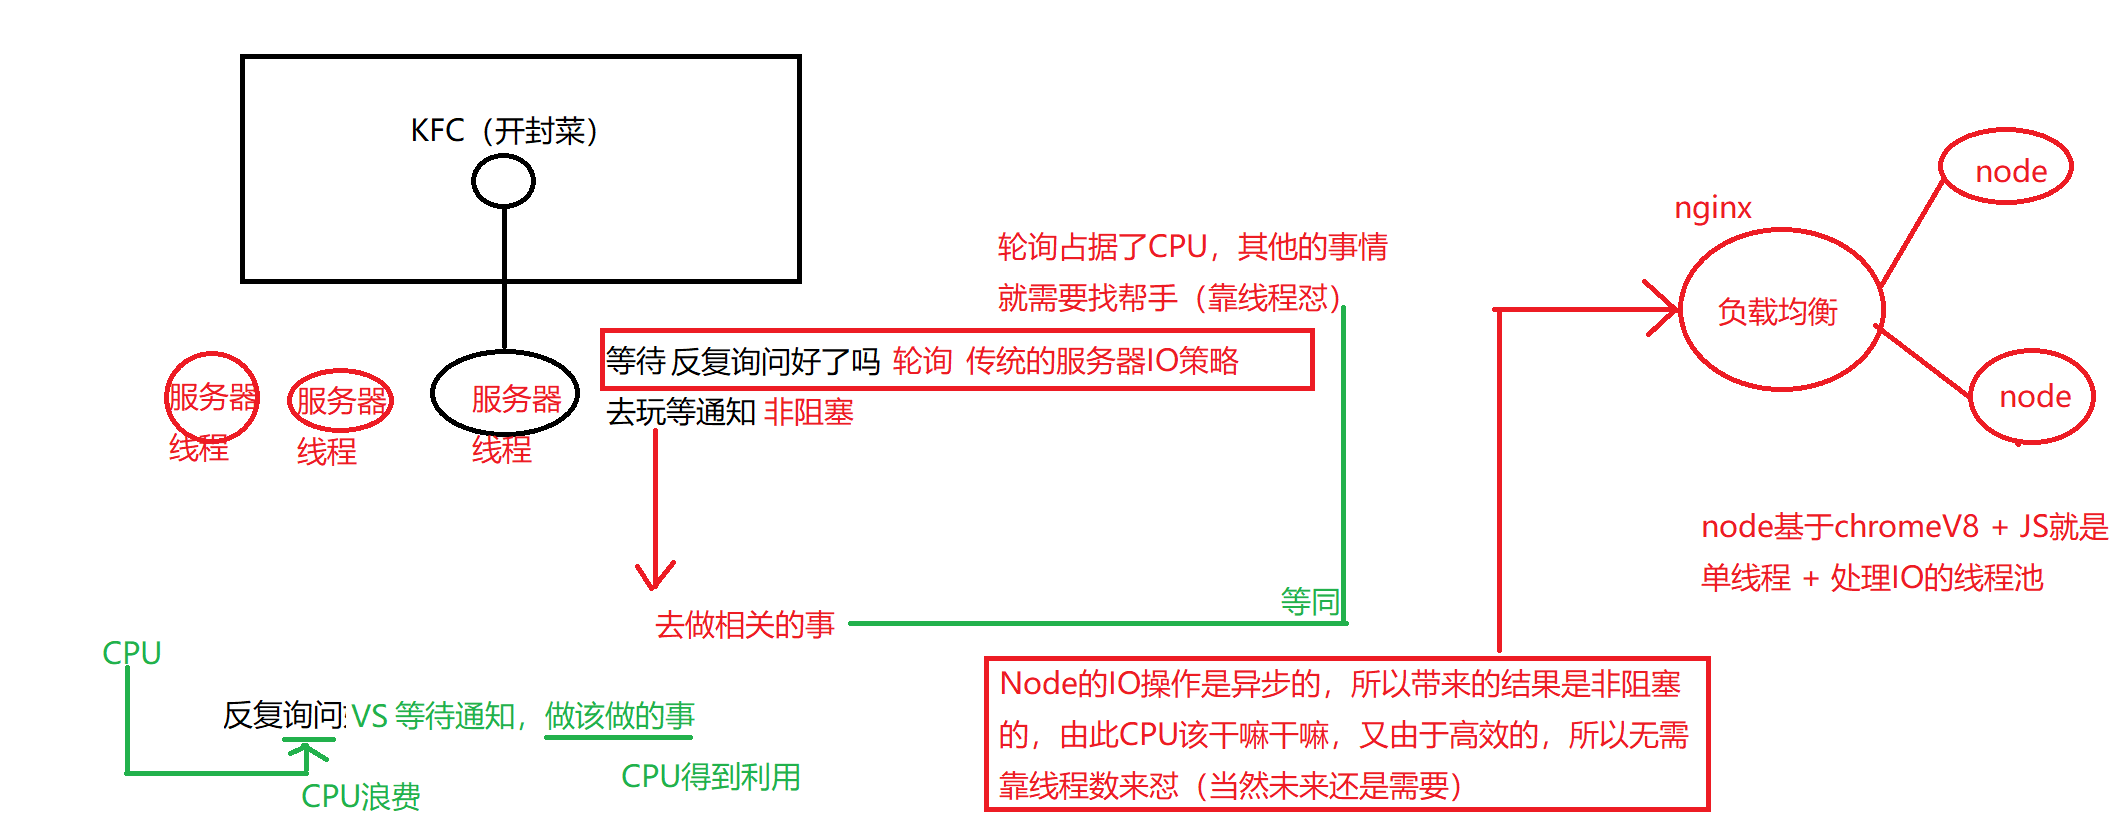 KFC（开封菜）
服务器
线程
服务器
线程
服务器
线程
等待 反复询问好了吗 轮询 传统的服务器IO策略
去玩等通知 非阻塞
轮询占据了CPU，其他的事情
就需要找帮手（靠线程怼）
去做相关的事
等同
CPU
反复询问 VS 等待通知，做该做的事
CPU浪费
CPU得到利用
Node的IO操作是异步的，所以带来的结果是非阻塞
的，由此CPU该干嘛干嘛，又由于高效的，所以无需
靠线程数来怼（当然未来还是需要）
nginx
负载均衡
node
node
node基于chromeV8 + JS就是
单线程 + 处理IO的线程池